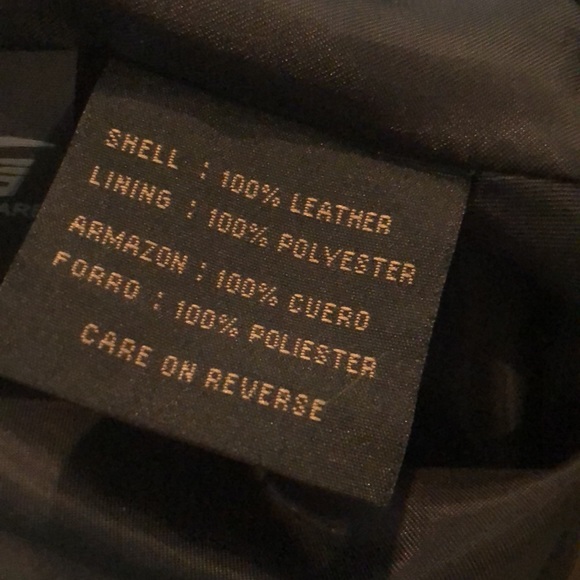 SHELL : 100% LEATHER
LINING : 100% POLYESTER
ARMAZON : 100% CUERO
FORRO : 100% POLIESTER
CARE ON REVERSE